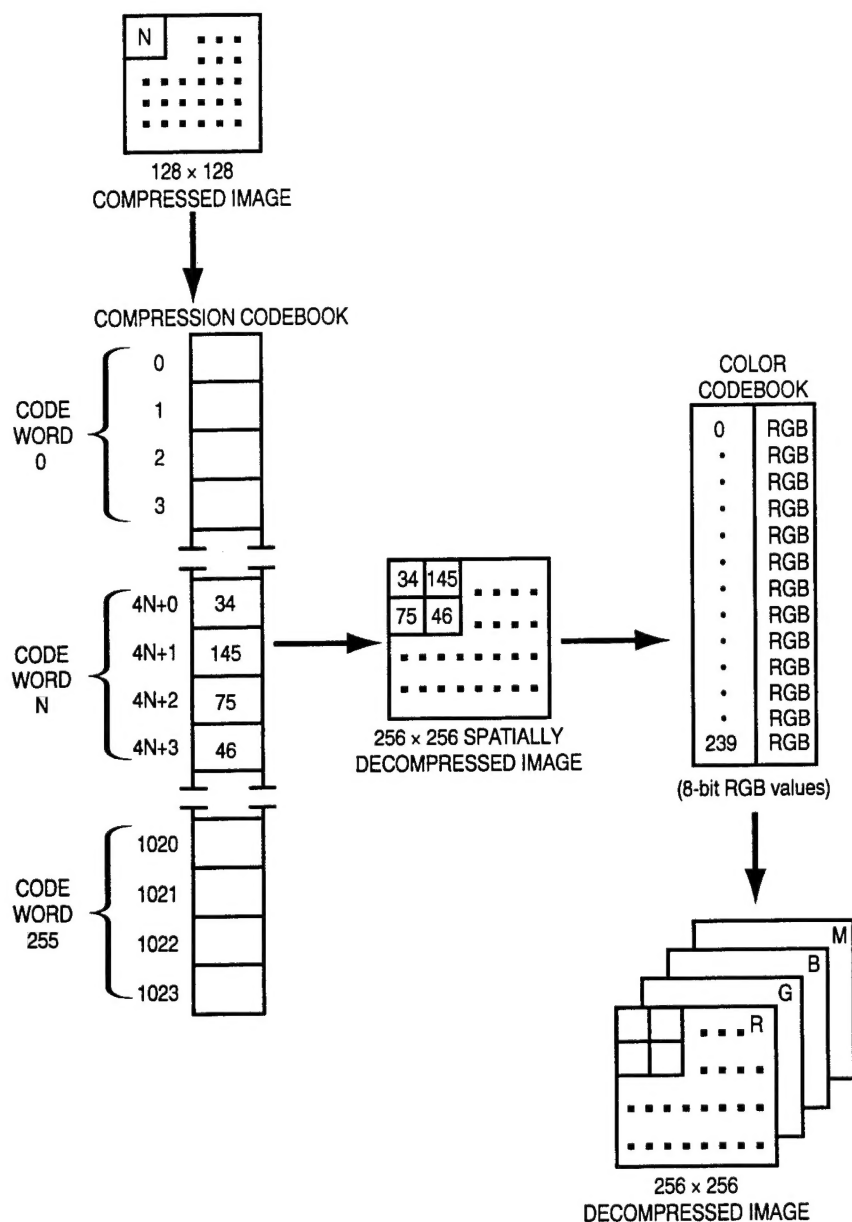 N
128 × 128
COMPRESSED IMAGE
COMPRESSION CODEBOOK
CODE
WORD
0
0
1
2
3
CODE
WORD
N
4N+0 34
4N+1 145
4N+2 75
4N+3 46
CODE
WORD
255
1020
1021
1022
1023
34 145
75 46
256 × 256 SPATIALLY
DECOMPRESSED IMAGE
COLOR
CODEBOOK
0 RGB
RGB
RGB
RGB
RGB
RGB
RGB
RGB
RGB
RGB
RGB
RGB
239 RGB
(8-bit RGB values)
M
B
G
R
256 × 256
DECOMPRESSED IMAGE